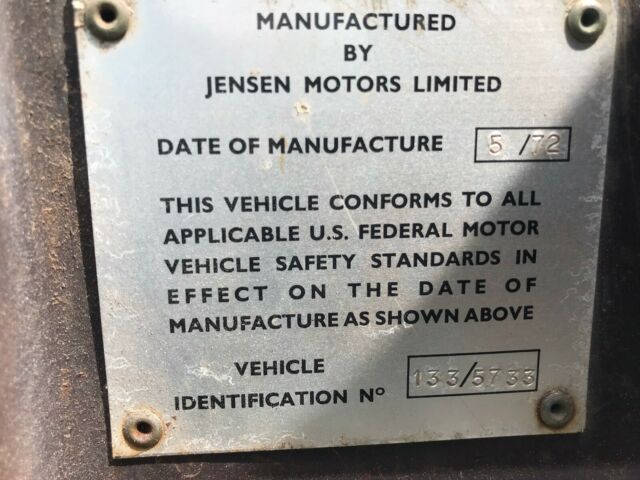 MANUFACTURED
BY
JENSEN MOTORS LIMITED
DATE OF MANUFACTURE 5 /72
THIS VEHICLE CONFORMS TO ALL
APPLICABLE U.S. FEDERAL MOTOR
VEHICLE SAFETY STANDARDS IN
EFFECT ON THE DATE OF
MANUFACTURE AS SHOWN ABOVE
VEHICLE
IDENTIFICATION Nº 133/5733